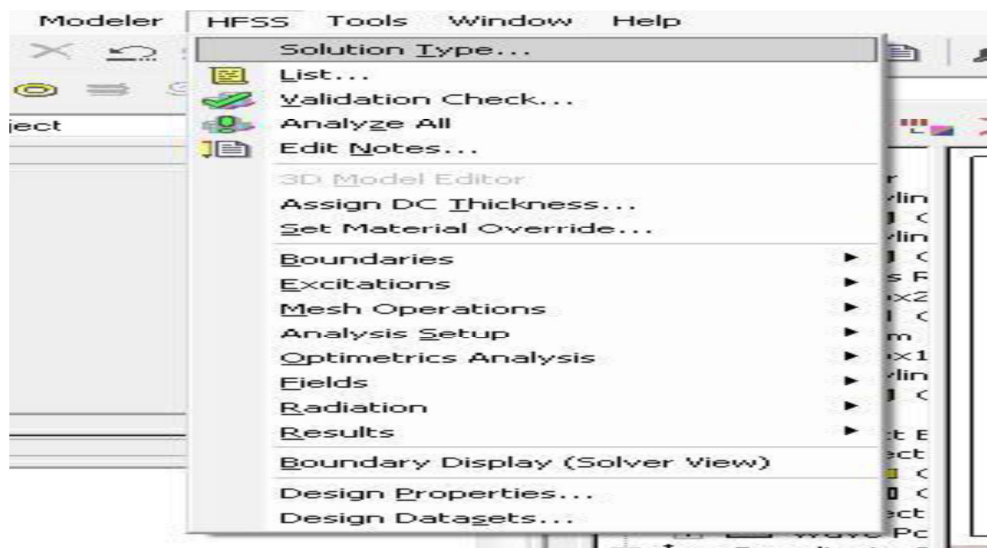 Modeler HFSS Tools Window Help
Solution Type...
List...
Validation Check...
ject
Analyze All
Edit Notes...
3D Model Editor
Assign DC Thickness...
Set Material Override...
Boundaries
Excitations
Mesh Operations
Analysis Setup
Optimetrics Analysis
Fields
Radiation
Results
Boundary Display (Solver View)
Design Properties...
Design Datasets...